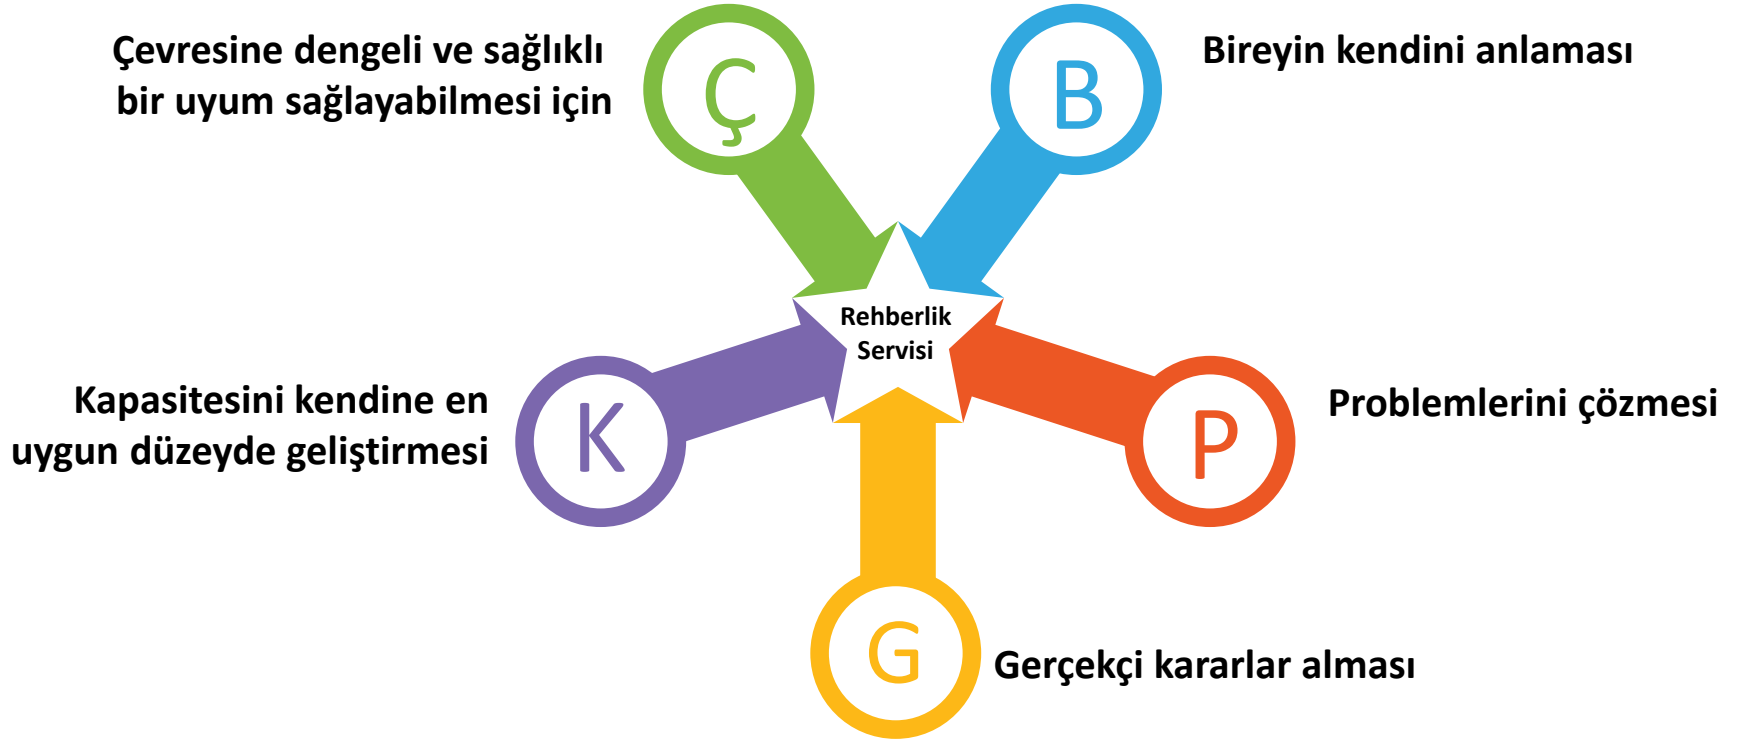 Çevresine dengeli ve sağlıklı
bir uyum sağlayabilmesi için
Ç
B
Bireyin kendini anlaması
Rehberlik
Servisi
Kapasitesini kendine en
uygun düzeyde geliştirmesi
K
P
Problemlerini çözmesi
G
Gerçekçi kararlar alması